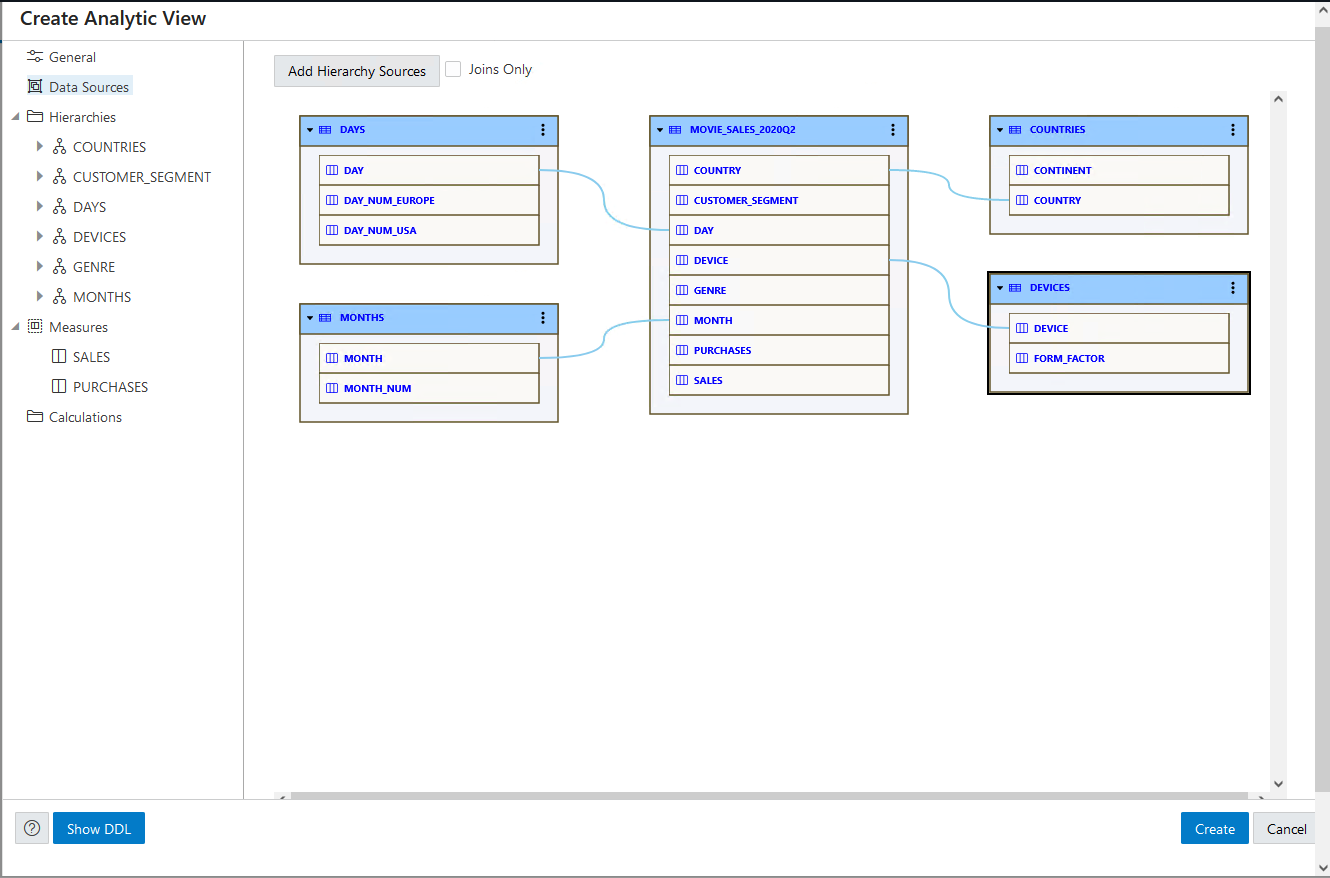 Create Analytic View
General
Data Sources
Hierarchies
COUNTRIES
CUSTOMER_SEGMENT
DAYS
DEVICES
GENRE
MONTHS
Measures
SALES
PURCHASES
Calculations
Add Hierarchy Sources
Joins Only
DAYS
DAY
DAY_NUM_EUROPE
DAY_NUM_USA
MONTHS
MONTH
MONTH_NUM
MOVIE_SALES_2020Q2
COUNTRY
CUSTOMER_SEGMENT
DAY
DEVICE
GENRE
MONTH
PURCHASES
SALES
COUNTRIES
CONTINENT
COUNTRY
DEVICES
DEVICE
FORM_FACTOR
?
Show DDL
Create
Cancel